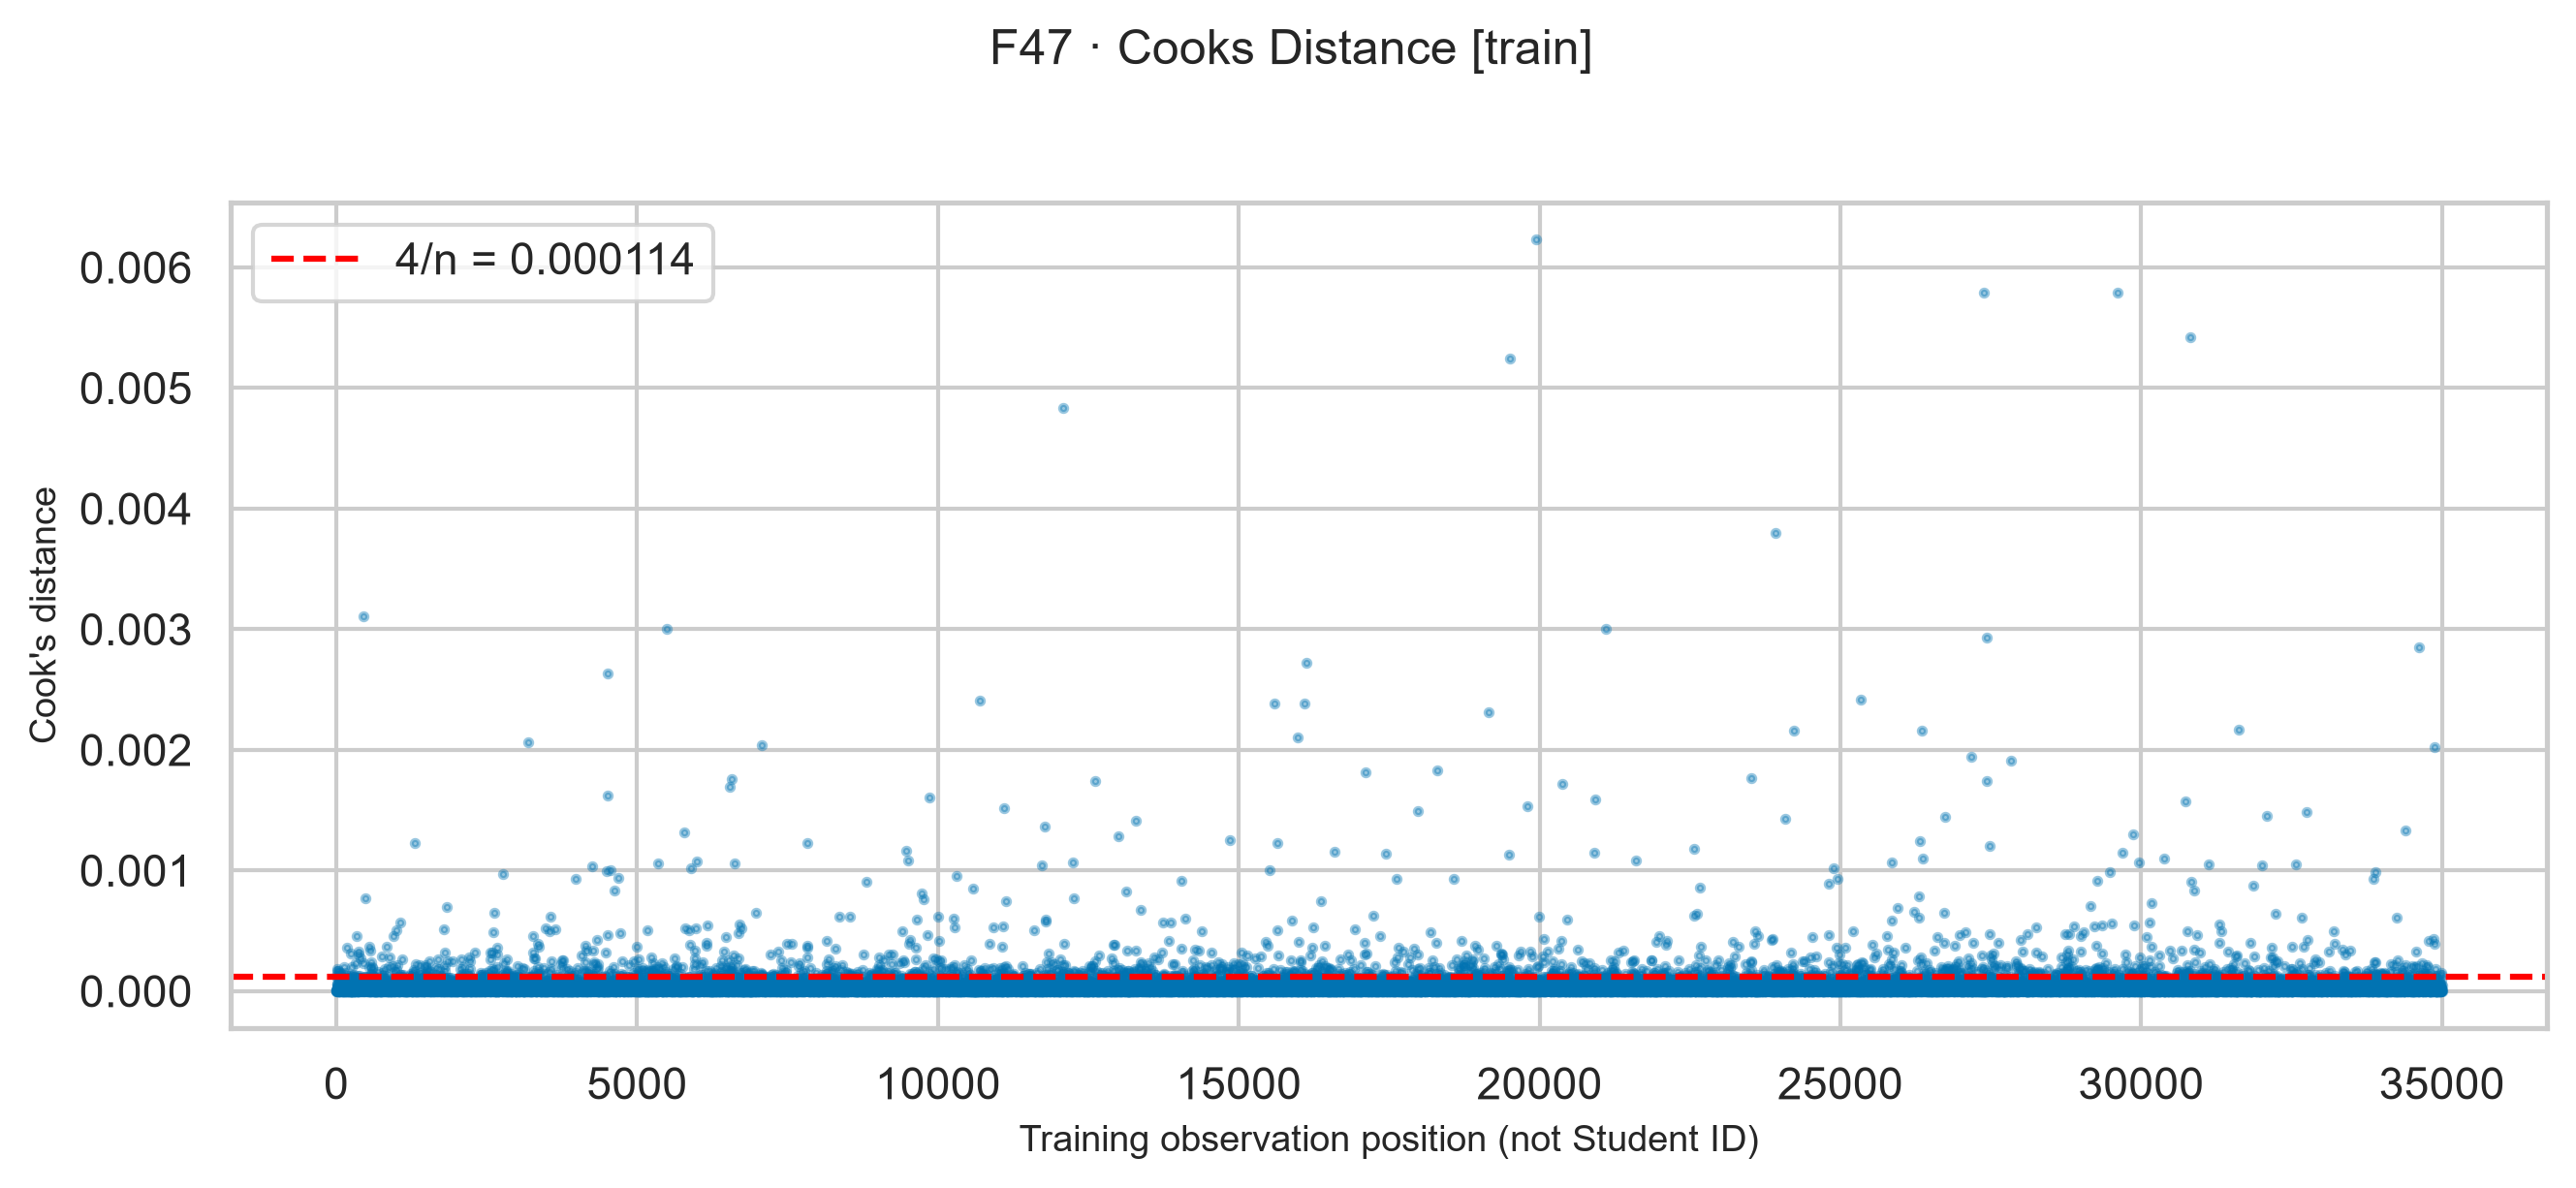 F47 · Cooks Distance [train]
4/n = 0.000114
0.006
0.005
0.004
0.003
0.002
0.001
0.000
Cook's distance
0 5000 10000 15000 20000 25000 30000 35000
Training observation position (not Student ID)